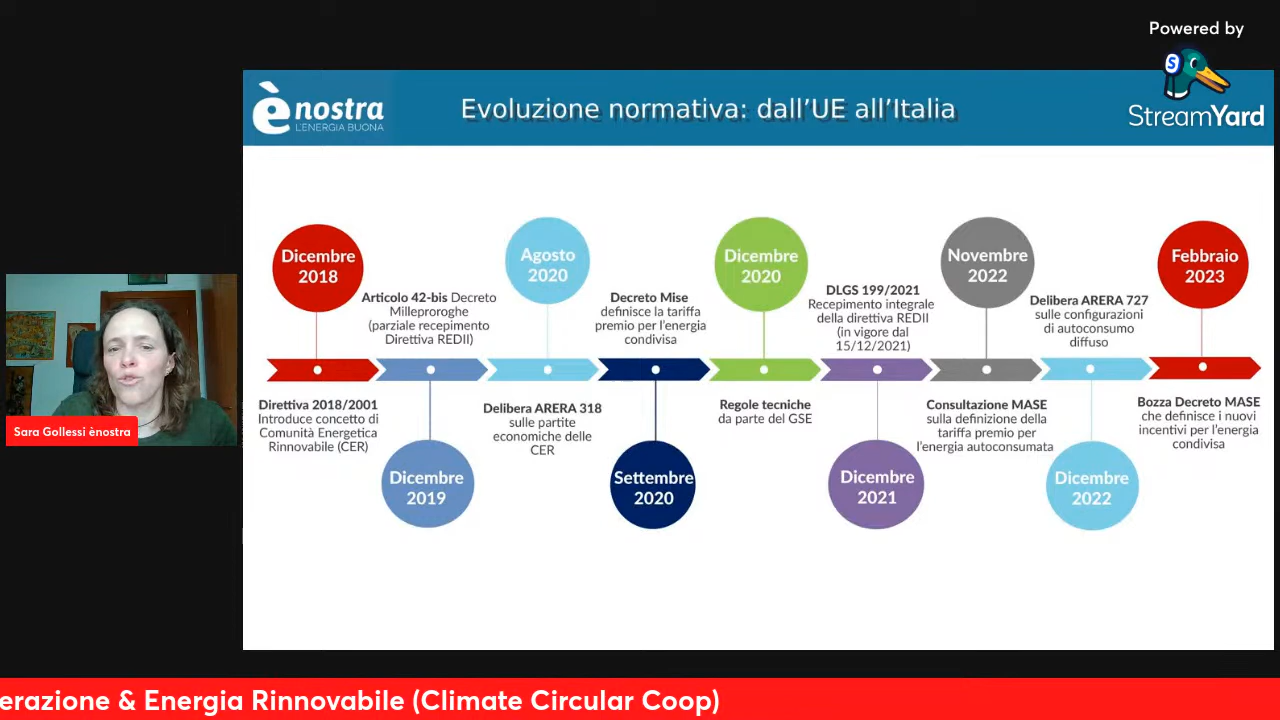 Powered by
StreamYard
S
ènostra
L'ENERGIA BUONA
Evoluzione normativa: dall'UE all'Italia
Dicembre
2018
Direttiva 2018/2001
Introduce concetto di
Comunità Energetica
Rinnovabile (CER)
Articolo 42-bis Decreto
Milleproroghe
(parziale recepimento
Direttiva REDII)
Dicembre
2019
Agosto
2020
Delibera ARERA 318
sulle partite
economiche delle
CER
Decreto Mise
definisce la tariffa
premio per l'energia
condivisa
Settembre
2020
Dicembre
2020
Regole tecniche
da parte del GSE
DLGS 199/2021
Recepimento integrale
della direttiva REDII
(in vigore dal
15/12/2021)
Dicembre
2021
Novembre
2022
Consultazione MASE
sulla definizione della
tariffa premio per
l'energia autoconsumata
Delibera ARERA 727
sulle configurazioni
di autoconsumo
diffuso
Dicembre
2022
Febbraio
2023
Bozza Decreto MASE
che definisce i nuovi
incentivi per l'energia
condivisa
Sara Gollessi ènostra
erazione & Energia Rinnovabile (Climate Circular Coop)